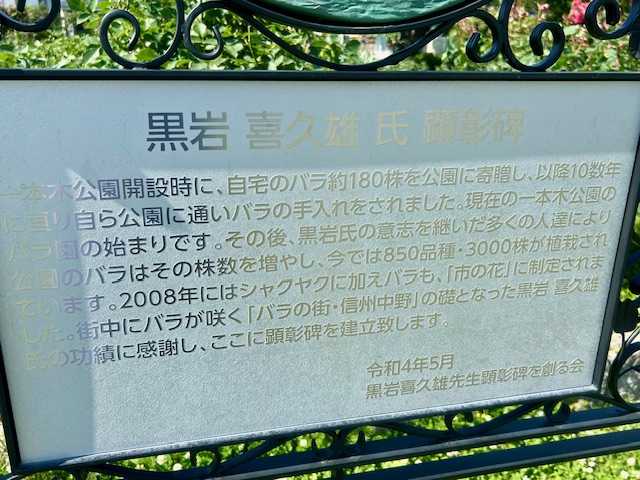 黒岩 喜久雄 氏 顕彰碑
一本木公園開設時に、自宅のバラ約180株を公園に寄贈し、以降10数年
に亘り自ら公園に通いバラの手入れをされました。現在の一本木公園の
バラ園の始まりです。その後、黒岩氏の意志を継いだ多くの人達により
公園のバラはその株数を増やし、今では850品種・3000株が植栽され
ています。2008年にはシャクヤクに加えバラも、「市の花」に制定されま
した。街中にバラが咲く「バラの街・信州中野」の礎となった黒岩 喜久雄
氏の功績に感謝し、ここに顕彰碑を建立致します。
令和4年5月
黒岩喜久雄先生顕彰碑を創る会